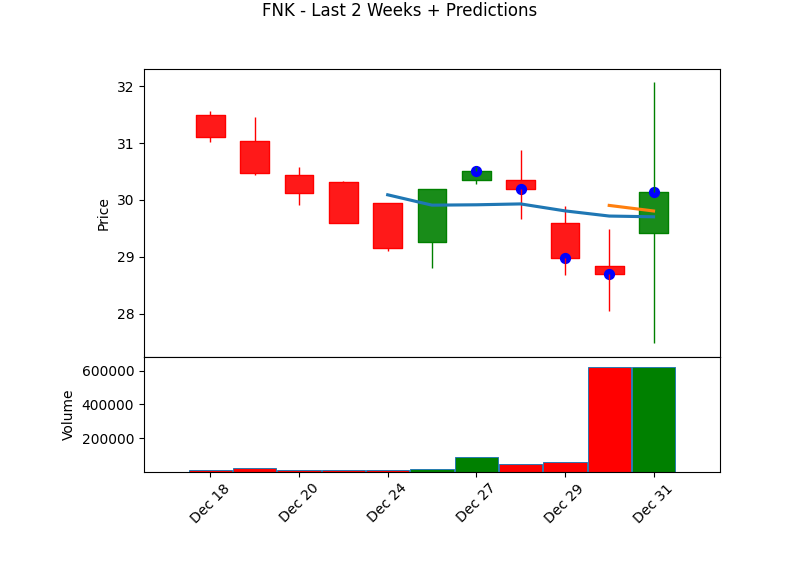 FNK - Last 2 Weeks + Predictions
32
31
30
29
28
Price
600000
400000
200000
Volume
Dec 18
Dec 20
Dec 24
Dec 27
Dec 29
Dec 31